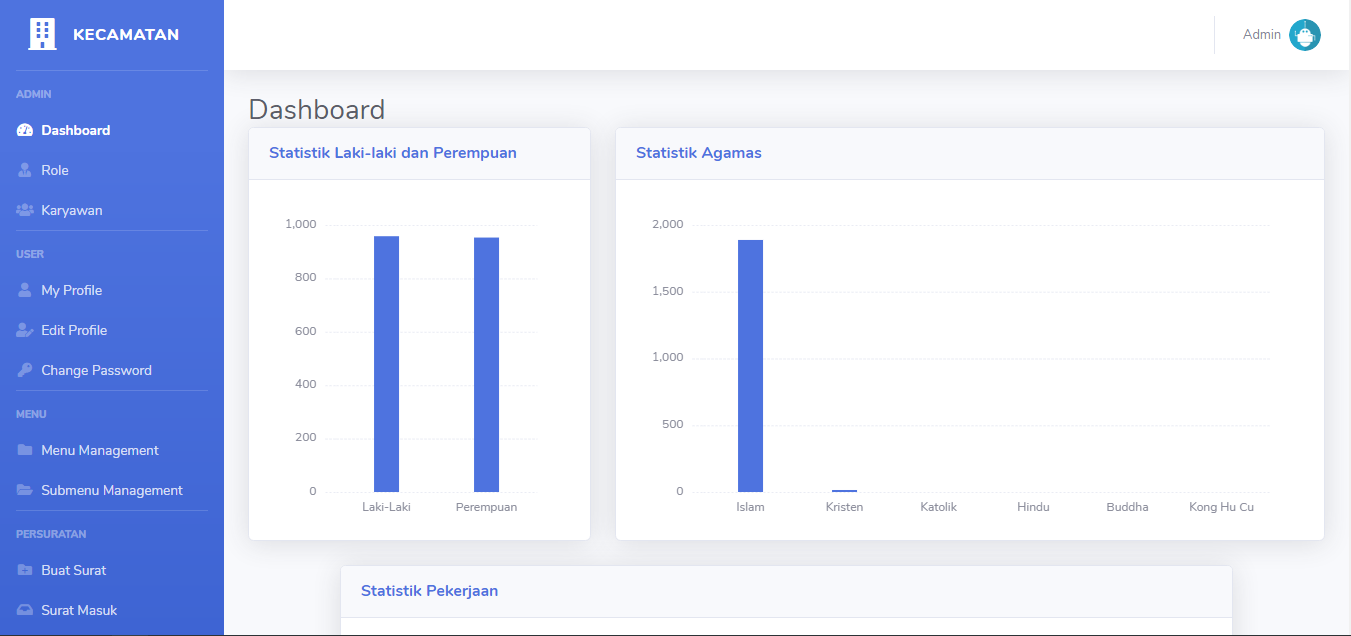 KECAMATAN
Admin
ADMIN
Dashboard
Role
Karyawan
USER
My Profile
Edit Profile
Change Password
MENU
Menu Management
Submenu Management
PERSURATAN
Buat Surat
Surat Masuk
Dashboard
Statistik Laki-laki dan Perempuan
1,000
800
600
400
200
0
Laki-Laki Perempuan
Statistik Agamas
2,000
1,500
1,000
500
0
Islam Kristen Katolik Hindu Buddha Kong Hu Cu
Statistik Pekerjaan